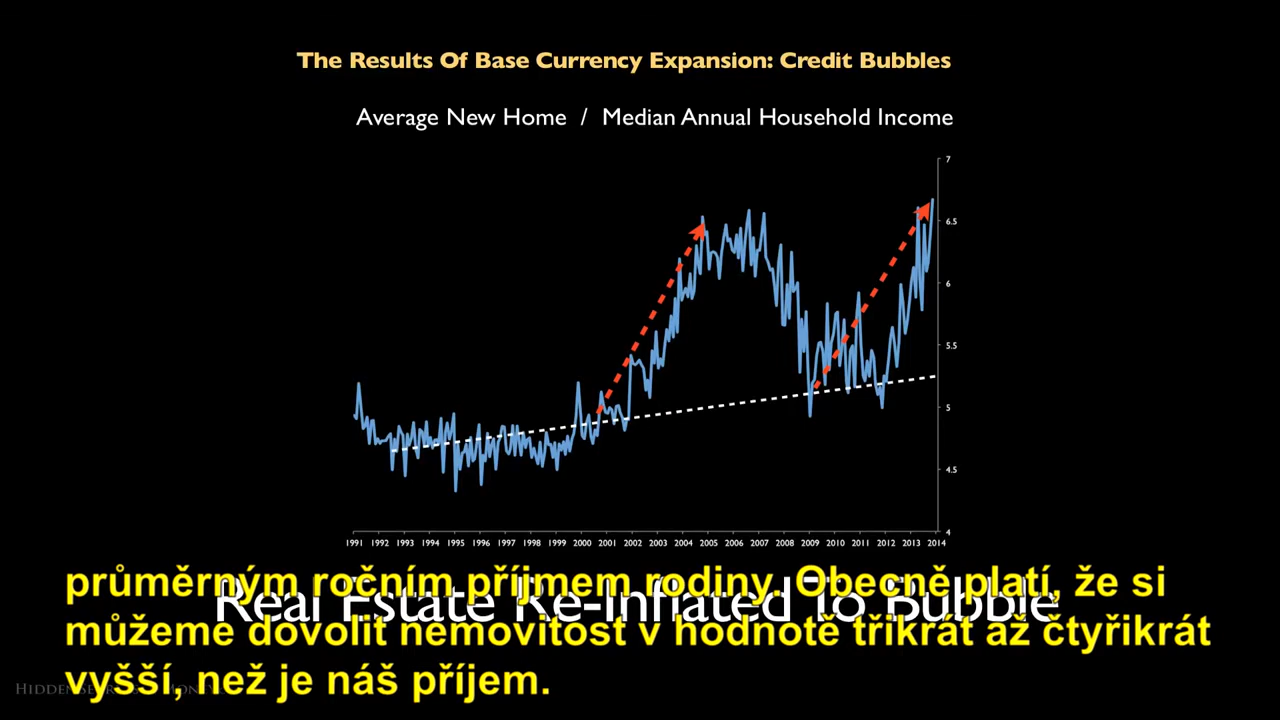 The Results Of Base Currency Expansion: Credit Bubbles
Average New Home / Median Annual Household Income
7
6.5
6
5.5
5
4.5
4
1991 1992 1993 1994 1995 1996 1997 1998 1999 2000 2001 2002 2003 2004 2005 2006 2007 2008 2009 2010 2011 2012 2013 2014
průměrným ročním příjmem rodiny. Obecně platí, že si
Real Estate Re-inflated To Bubble
můžeme dovolit nemovitost v hodnotě třikrát až čtyřikrát
vyšší, než je náš příjem.